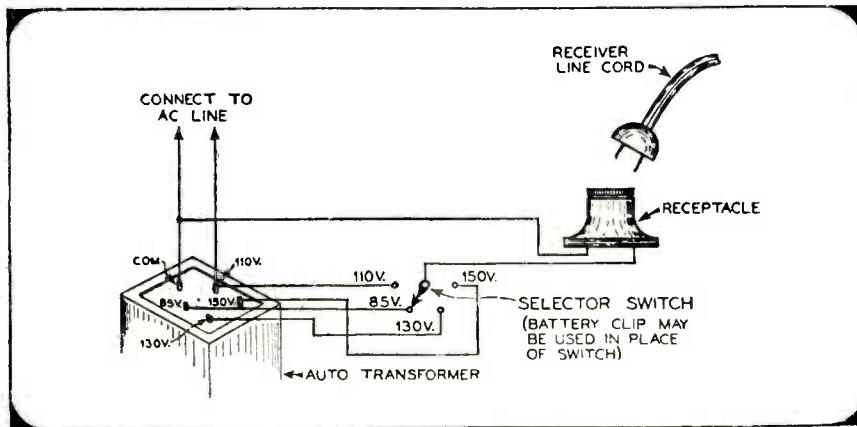 RECEIVER
LINE CORD
CONNECT TO
AC LINE
RECEPTACLE
COM.
110V.
110V.
150V.
85V.
150V.
85V.
130V.
130V.
SELECTOR SWITCH
(BATTERY CLIP MAY
BE USED IN PLACE
OF SWITCH)
AUTO TRANSFORMER